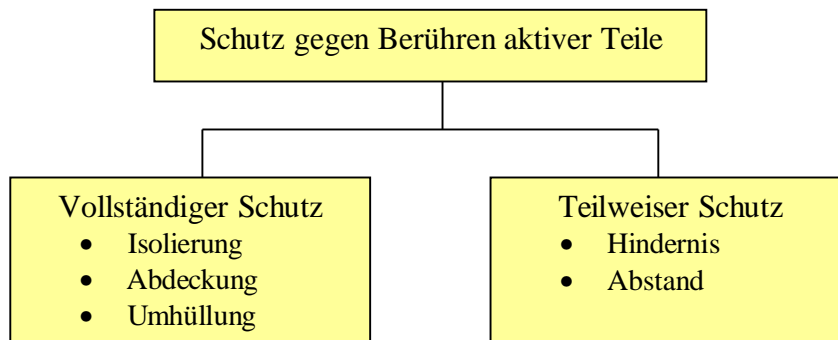 Schutz gegen Berühren aktiver Teile
Vollständiger Schutz
• Isolierung
• Abdeckung
• Umhüllung
Teilweiser Schutz
• Hindernis
• Abstand